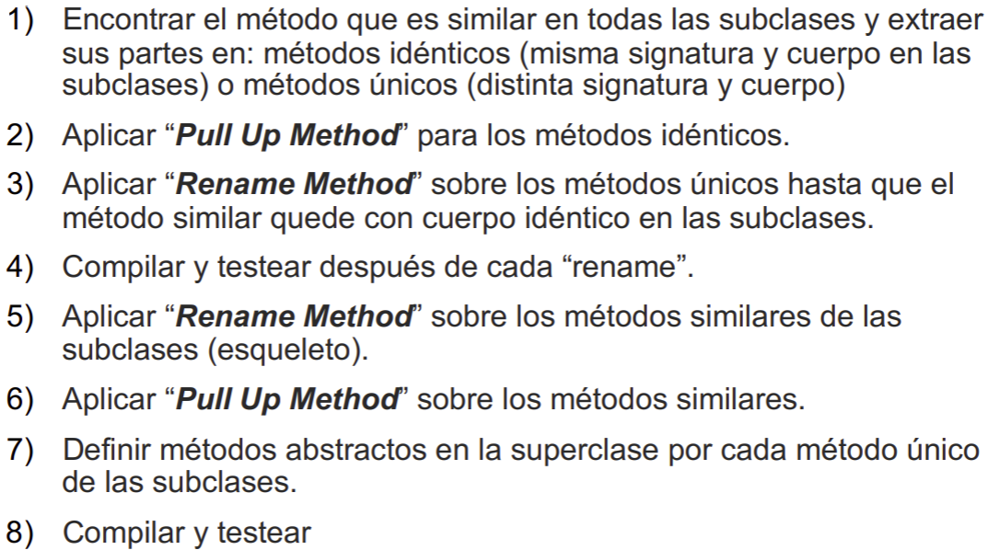 1) Encontrar el método que es similar en todas las subclases y extraer
sus partes en: métodos idénticos (misma signatura y cuerpo en las
subclases) o métodos únicos (distinta signatura y cuerpo)
2) Aplicar “Pull Up Method” para los métodos idénticos.
3) Aplicar “Rename Method” sobre los métodos únicos hasta que el
método similar quede con cuerpo idéntico en las subclases.
4) Compilar y testear después de cada “rename”.
5) Aplicar “Rename Method” sobre los métodos similares de las
subclases (esqueleto).
6) Aplicar “Pull Up Method” sobre los métodos similares.
7) Definir métodos abstractos en la superclase por cada método único
de las subclases.
8) Compilar y testear